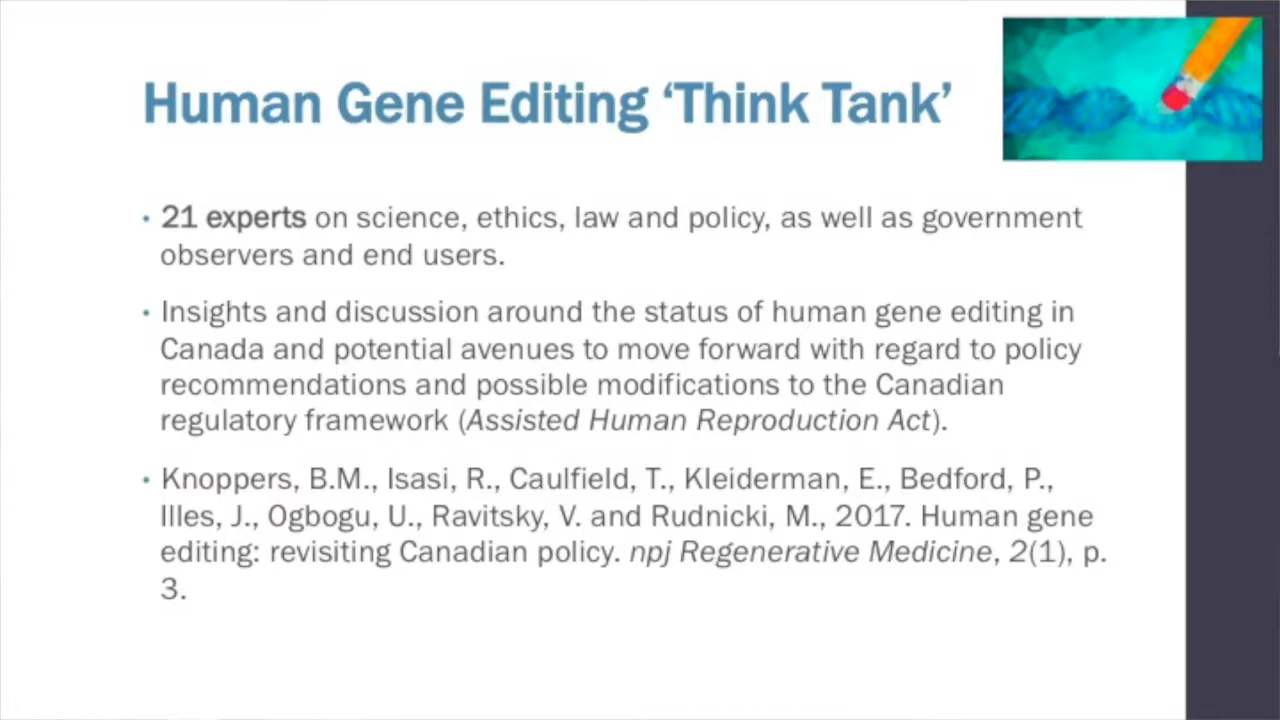 Human Gene Editing ‘Think Tank’
• 21 experts on science, ethics, law and policy, as well as government
observers and end users.
• Insights and discussion around the status of human gene editing in
Canada and potential avenues to move forward with regard to policy
recommendations and possible modifications to the Canadian
regulatory framework (Assisted Human Reproduction Act).
• Knoppers, B.M., Isasi, R., Caulfield, T., Kleiderman, E., Bedford, P.,
Illes, J., Ogbogu, U., Ravitsky, V. and Rudnicki, M., 2017. Human gene
editing: revisiting Canadian policy. npj Regenerative Medicine, 2(1), p.
3.